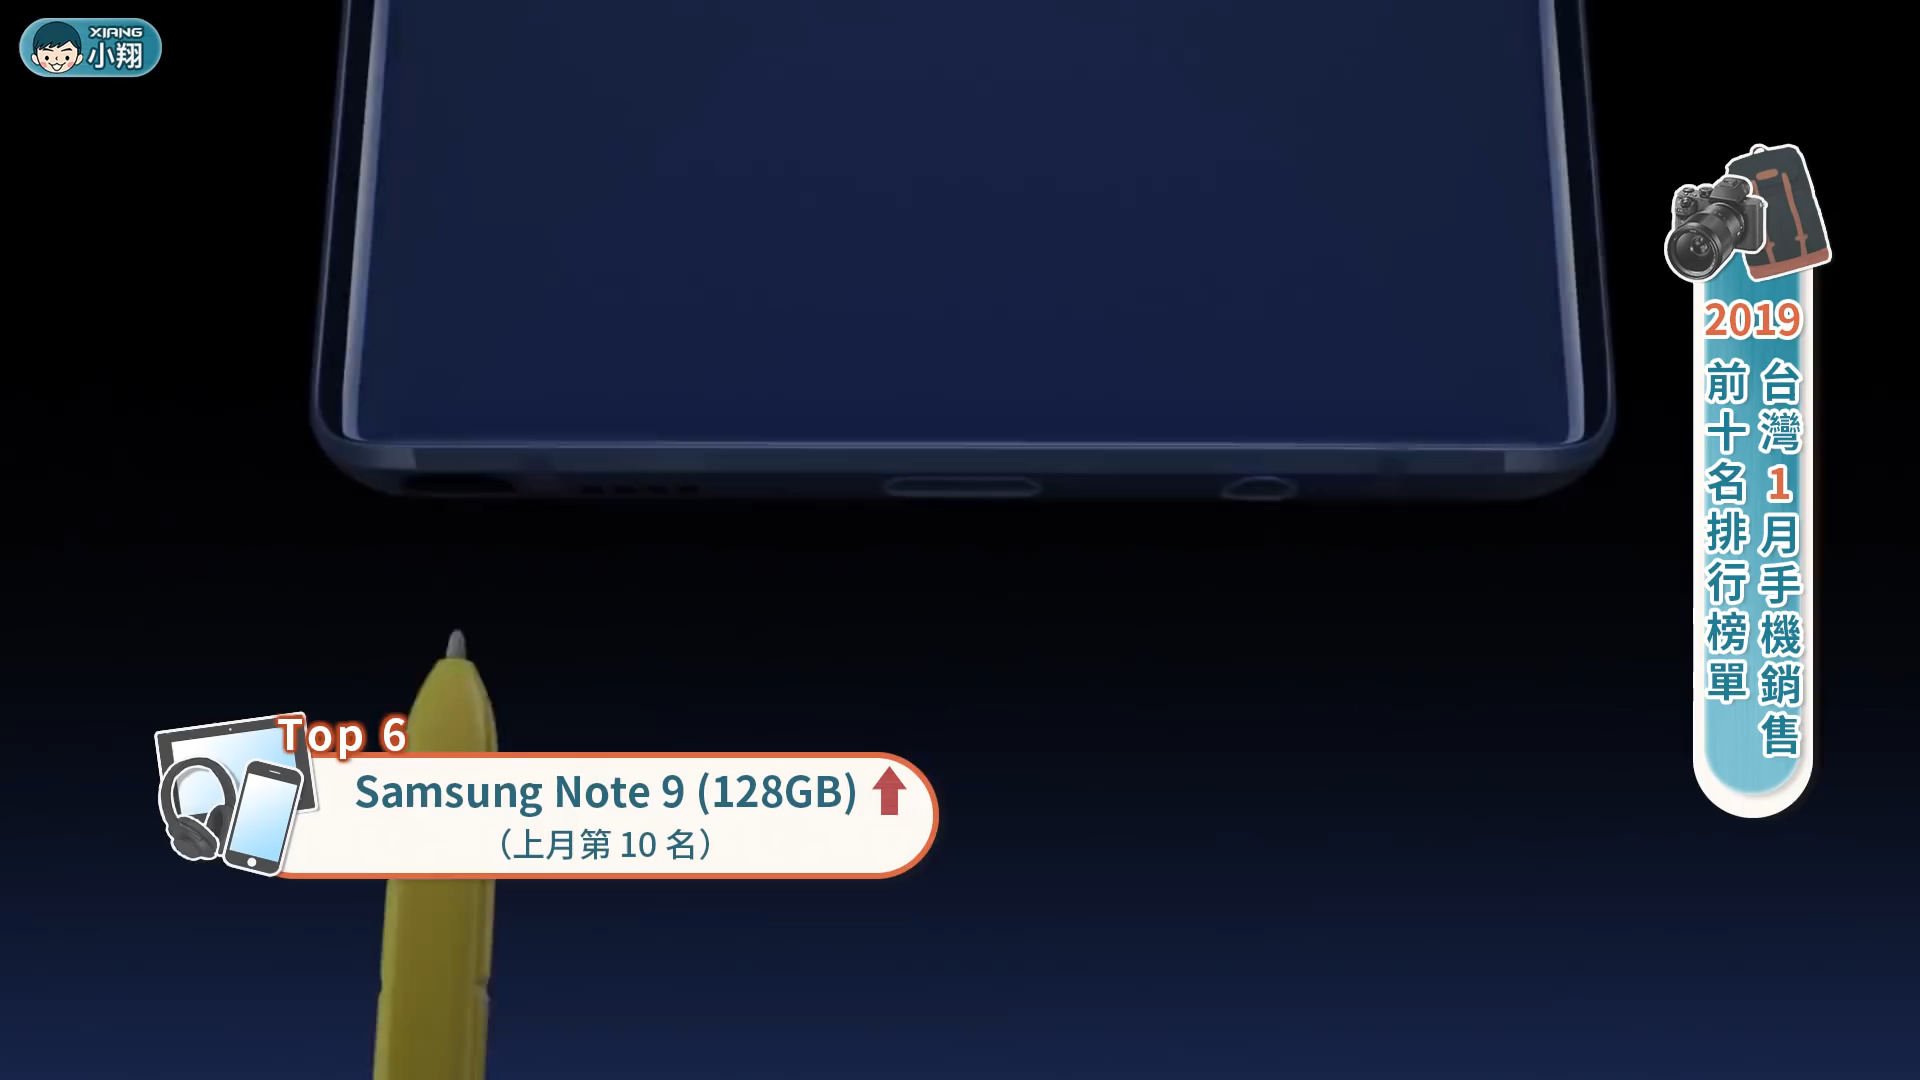 XIANG
小翔
2019
台灣1月手機銷售
前十名排行榜單
Top 6
Samsung Note 9 (128GB)
（上月第 10 名）